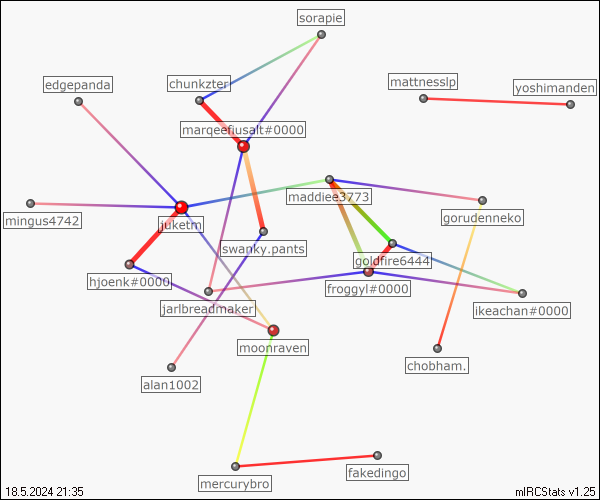 sorapie
edgepanda
chunkzter
mattnesslp
yoshimanden
marqeefiusalt#0000
maddiee3773
mingus4742
juketm
gorudenneko
swanky.pants
goldfire6444
hjoenk#0000
froggyl#0000
jarlbreadmaker
ikeachan#0000
moonraven
chobham.
alan1002
fakedingo
mercurybro
18.5.2024 21:35
mIRCStats v1.25